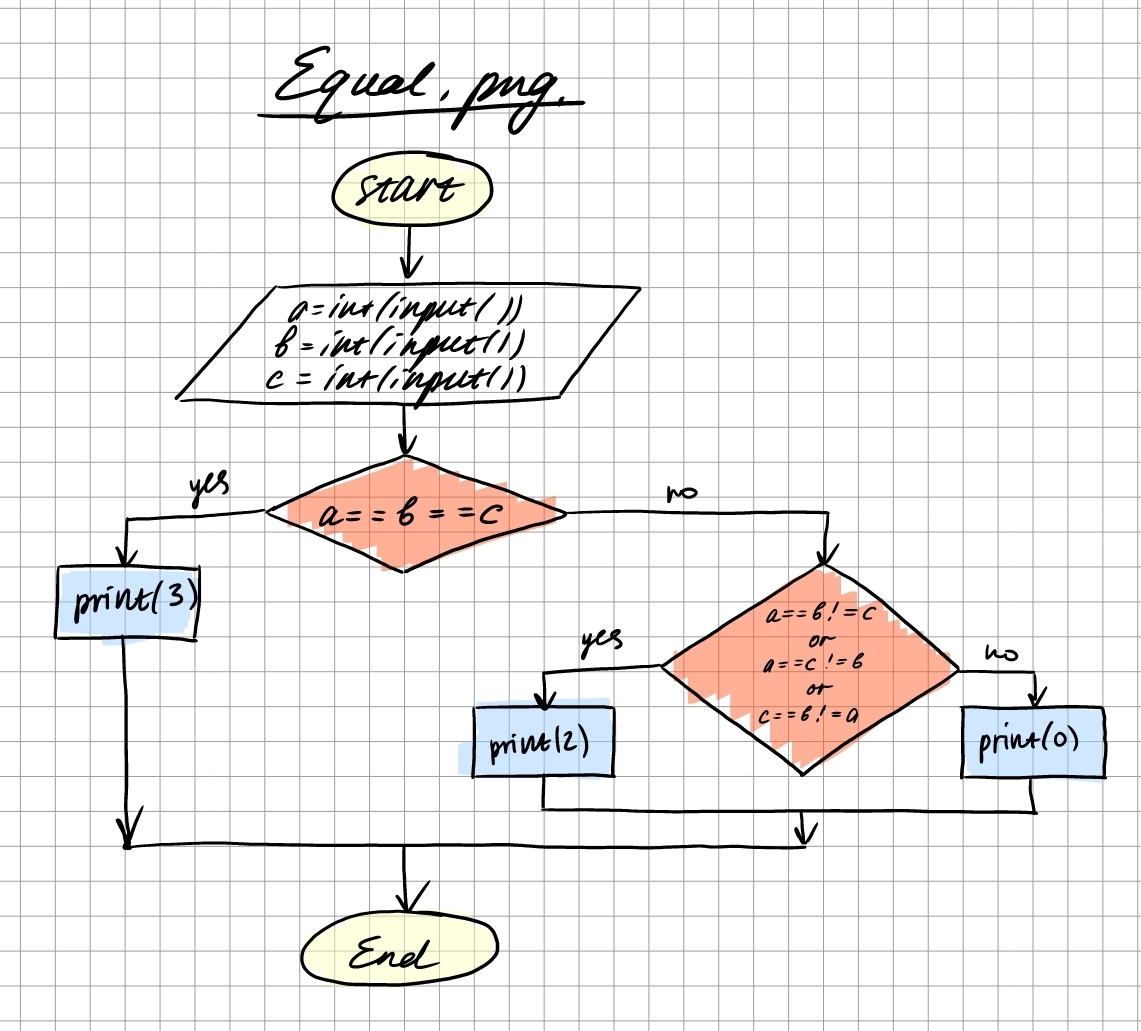 Equal.png.
start
a=int(input())
b=int(input())
c = int(input())
yes
no
a==b==c
print(3)
a==b!=c
or
a==c!=b
or
c==b!=a
yes
no
print(2)
print(0)
End